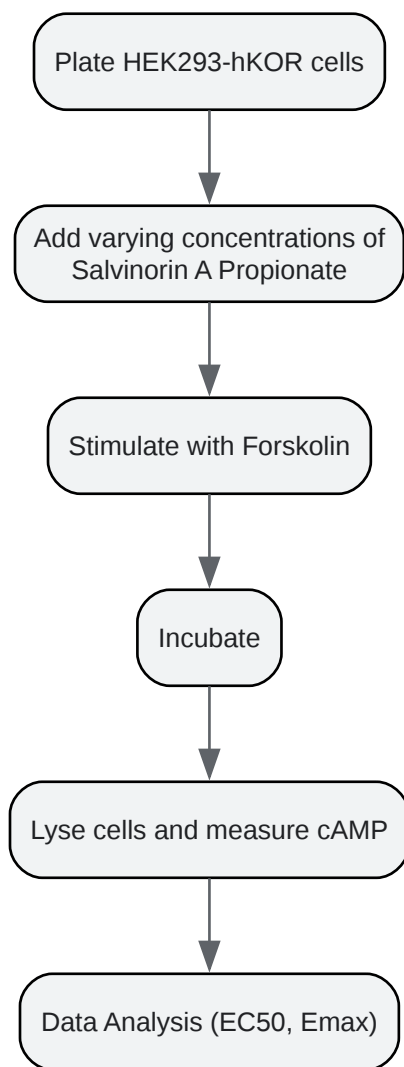 Plate HEK293-hKOR cells
Add varying concentrations of
Salvinorin A Propionate
Stimulate with Forskolin
Incubate
Lyse cells and measure cAMP
Data Analysis (EC50, Emax)